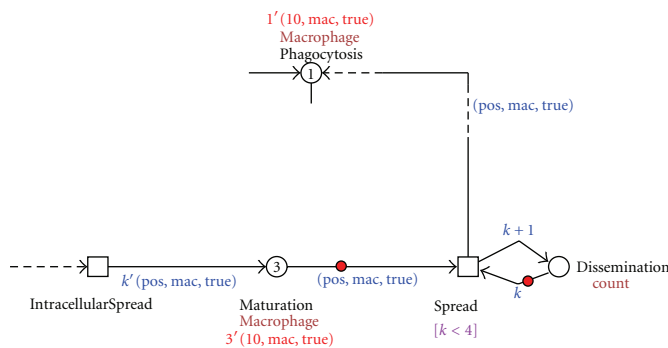 1′(10, mac, true)
Macrophage
Phagocytosis
1
(pos, mac, true)
k + 1
k′(pos, mac, true)
3
(pos, mac, true)
k
Dissemination
count
IntracellularSpread
Maturation
Macrophage
3′(10, mac, true)
Spread
[k < 4]